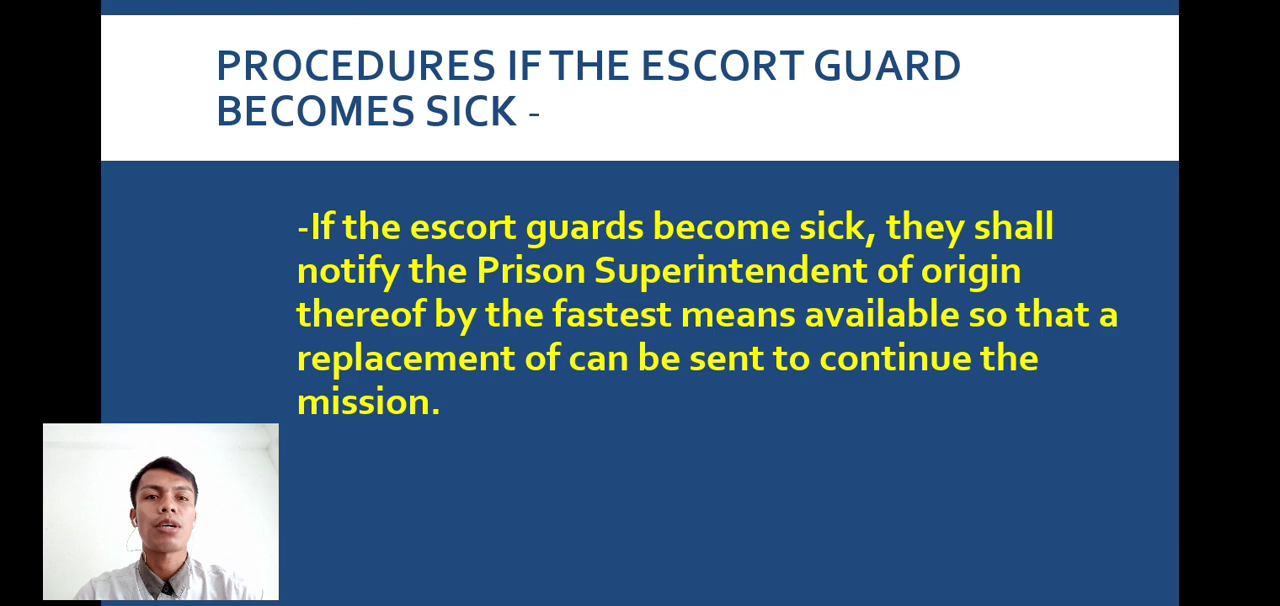 PROCEDURES IF THE ESCORT GUARD
BECOMES SICK -
-If the escort guards become sick, they shall
notify the Prison Superintendent of origin
thereof by the fastest means available so that a
replacement of can be sent to continue the
mission.